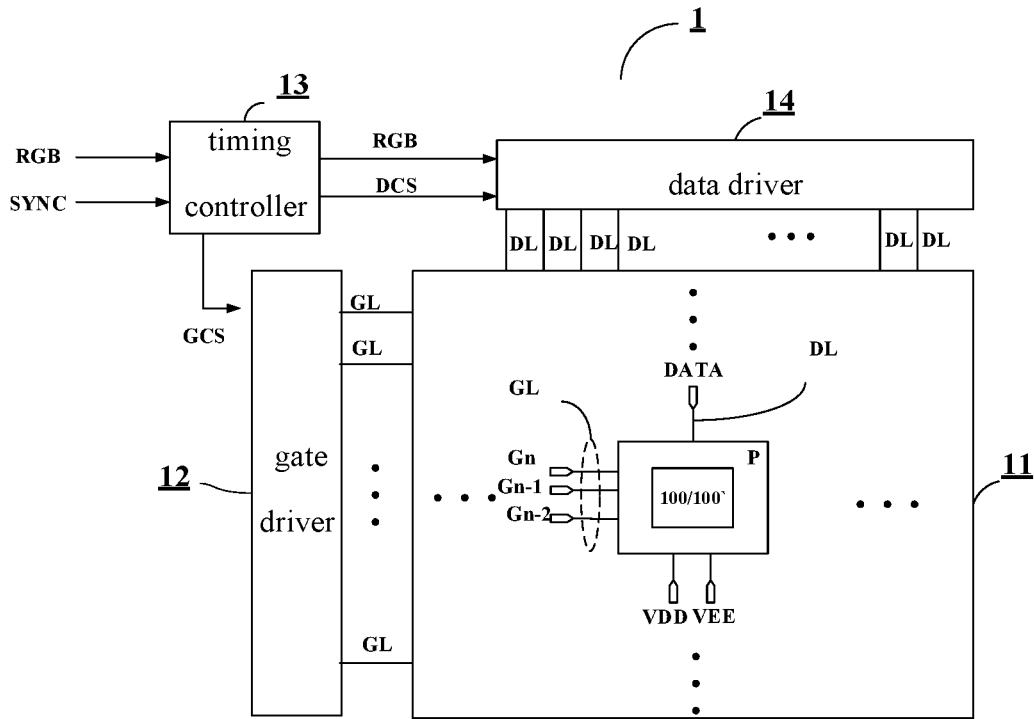 1
13
14
timing
controller
RGB
SYNC
RGB
DCS
data driver
DL DL DL DL DL DL
GCS
GL
GL
GL
gate
driver
12
11
DATA
DL
GL
Gn
Gn-1
Gn-2
P
100/100`
VDD VEE